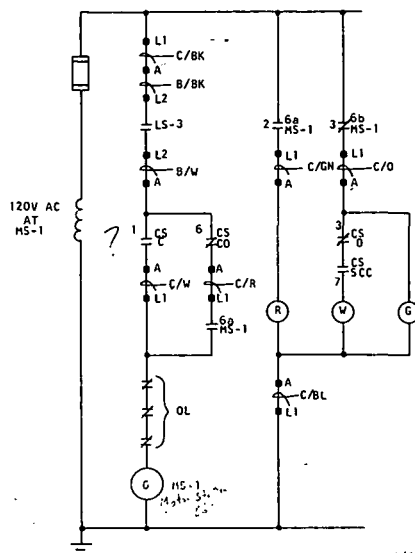 L1
C/BK
A
B/BK
L2
LS-3
L2
B/W
A
120V AC
AT
MS-1
?
1 CS
C
6 CS
CO
A
C/W
L1
A
C/R
L1
6a
MS-1
OL
C
MS-1
Motor
2 6a
MS-1
L1
C/GN
A
3 6b
MS-1
L1
C/O
A
3
CS
O
CS
SCC
7
R
W
G
A
C/BL
L1